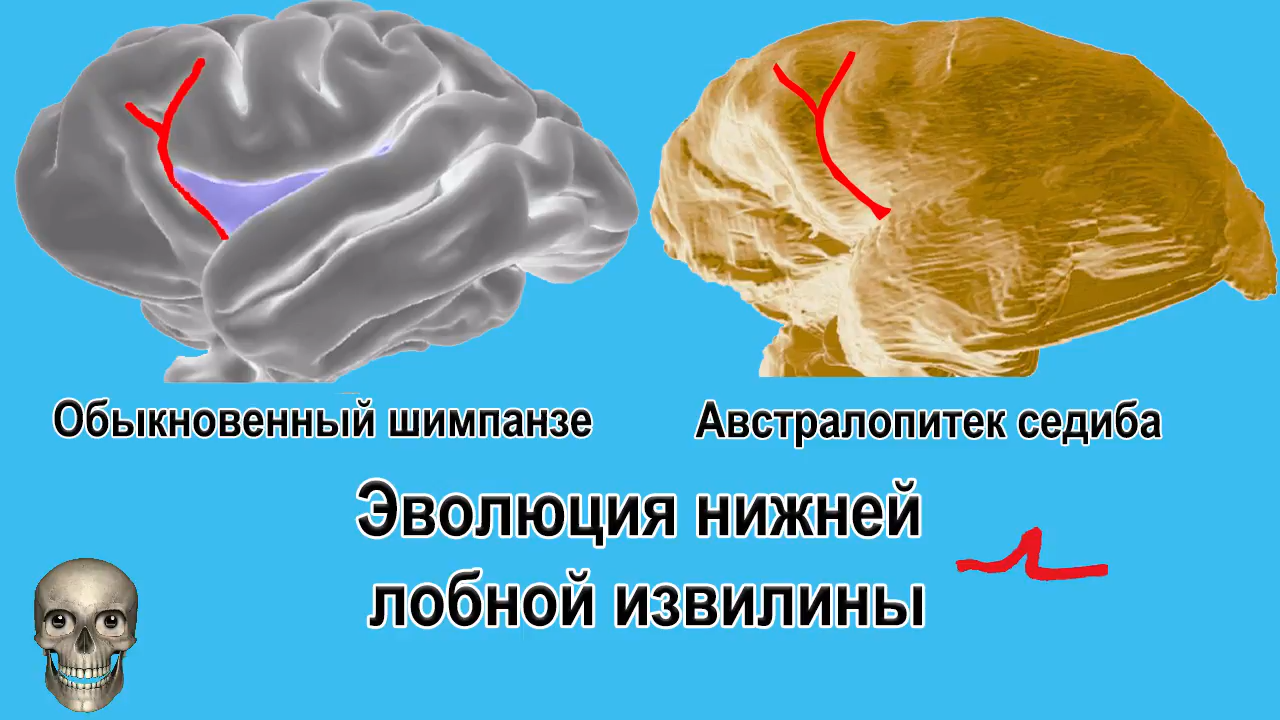 Обыкновенный шимпанзе
Австралопитек седиба
Эволюция нижней
лобной извилины